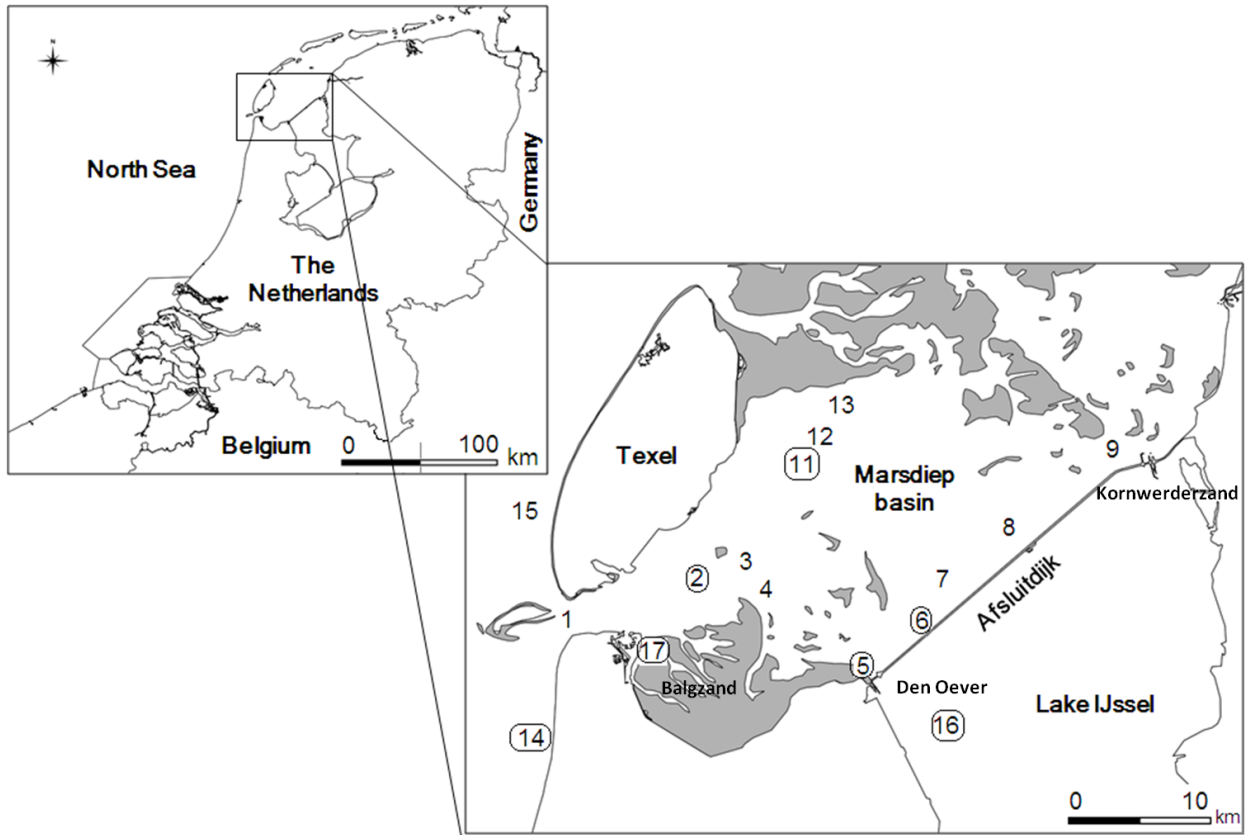 N
North Sea
Germany
The
Netherlands
Belgium
0 100
km
13
12
11
Texel
9
Marsdiep
basin
Kornwerderzand
15
8
3
2
7
4
Afsluitdijk
1
6
17
5
Balgzand
Den Oever
Lake IJssel
14
16
0 10
km